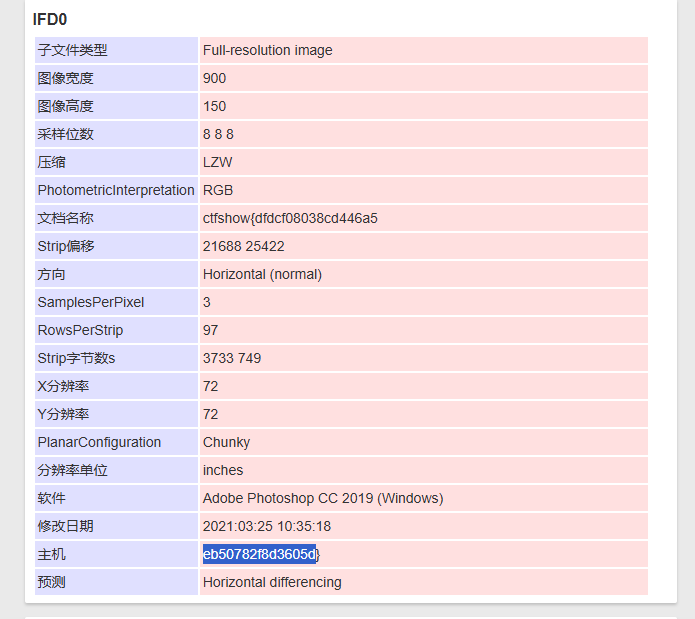 IFD0
子文件类型 Full-resolution image
图像宽度 900
图像高度 150
采样位数 8 8 8
压缩 LZW
PhotometricInterpretation RGB
文档名称 ctfshow{dfdcf08038cd446a5
Strip偏移 21688 25422
方向 Horizontal (normal)
SamplesPerPixel 3
RowsPerStrip 97
Strip字节数s 3733 749
X分辨率 72
Y分辨率 72
PlanarConfiguration Chunky
分辨率单位 inches
软件 Adobe Photoshop CC 2019 (Windows)
修改日期 2021:03:25 10:35:18
主机 eb50782f8d3605d}
预测 Horizontal differencing